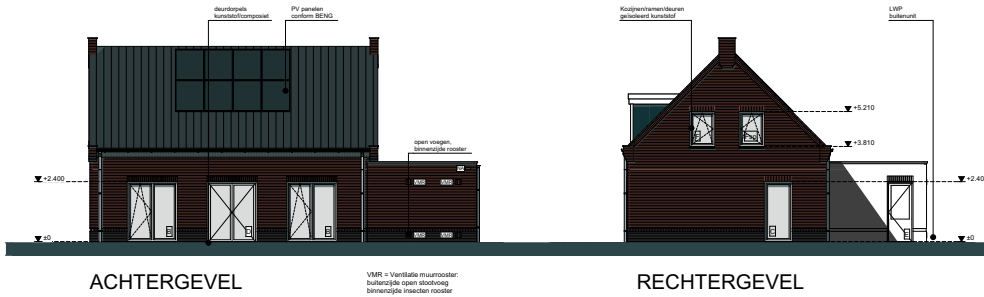 deurdorpels
kunststof/composiet
PV panelen
conform BENG
Kozijnen/ramen/deuren
geïsoleerd kunststof
LWP
buitenunit
+5.210
open voegen,
binnenzijde rooster
+3.810
+2.400
VMR VMR
+2.40
VMR VMR
±0
±0
ACHTERGEVEL
VMR = Ventilatie muurrooster:
buitenzijde open stootvoeg
binnenzijde insecten rooster
RECHTERGEVEL